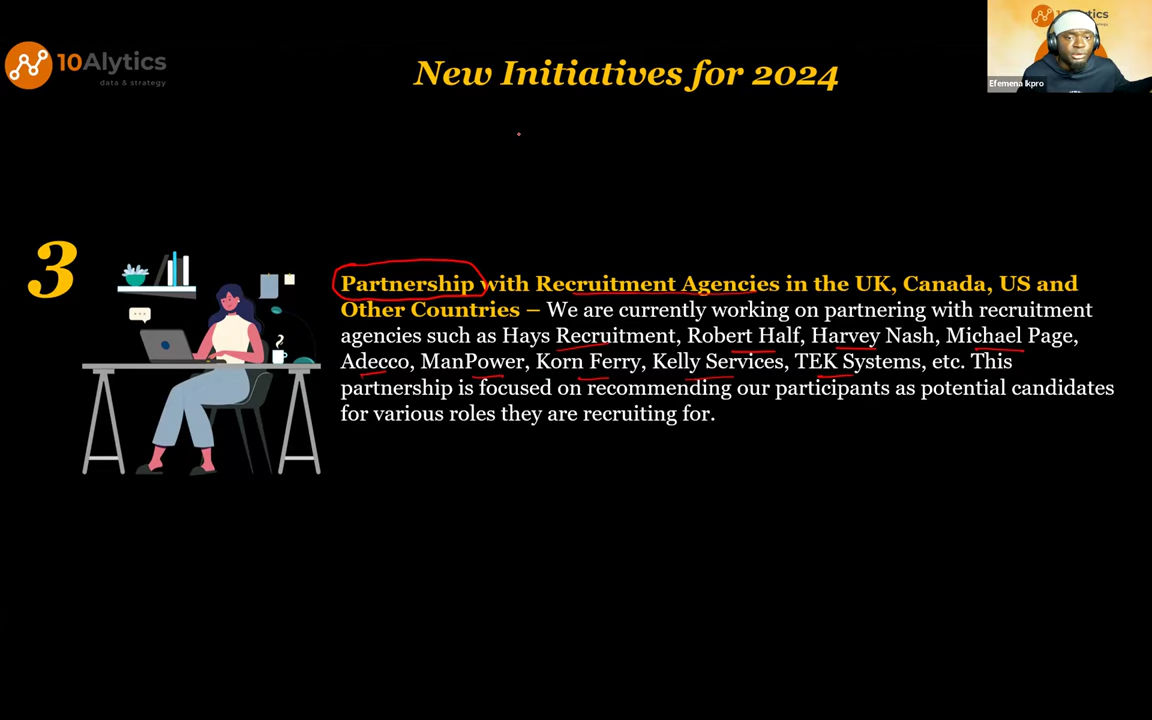 10Alytics
data & strategy
New Initiatives for 2024
Efemena Ikpro
3
Partnership with Recruitment Agencies in the UK, Canada, US and
Other Countries – We are currently working on partnering with recruitment
agencies such as Hays Recruitment, Robert Half, Harvey Nash, Michael Page,
Adecco, ManPower, Korn Ferry, Kelly Services, TEK Systems, etc. This
partnership is focused on recommending our participants as potential candidates
for various roles they are recruiting for.